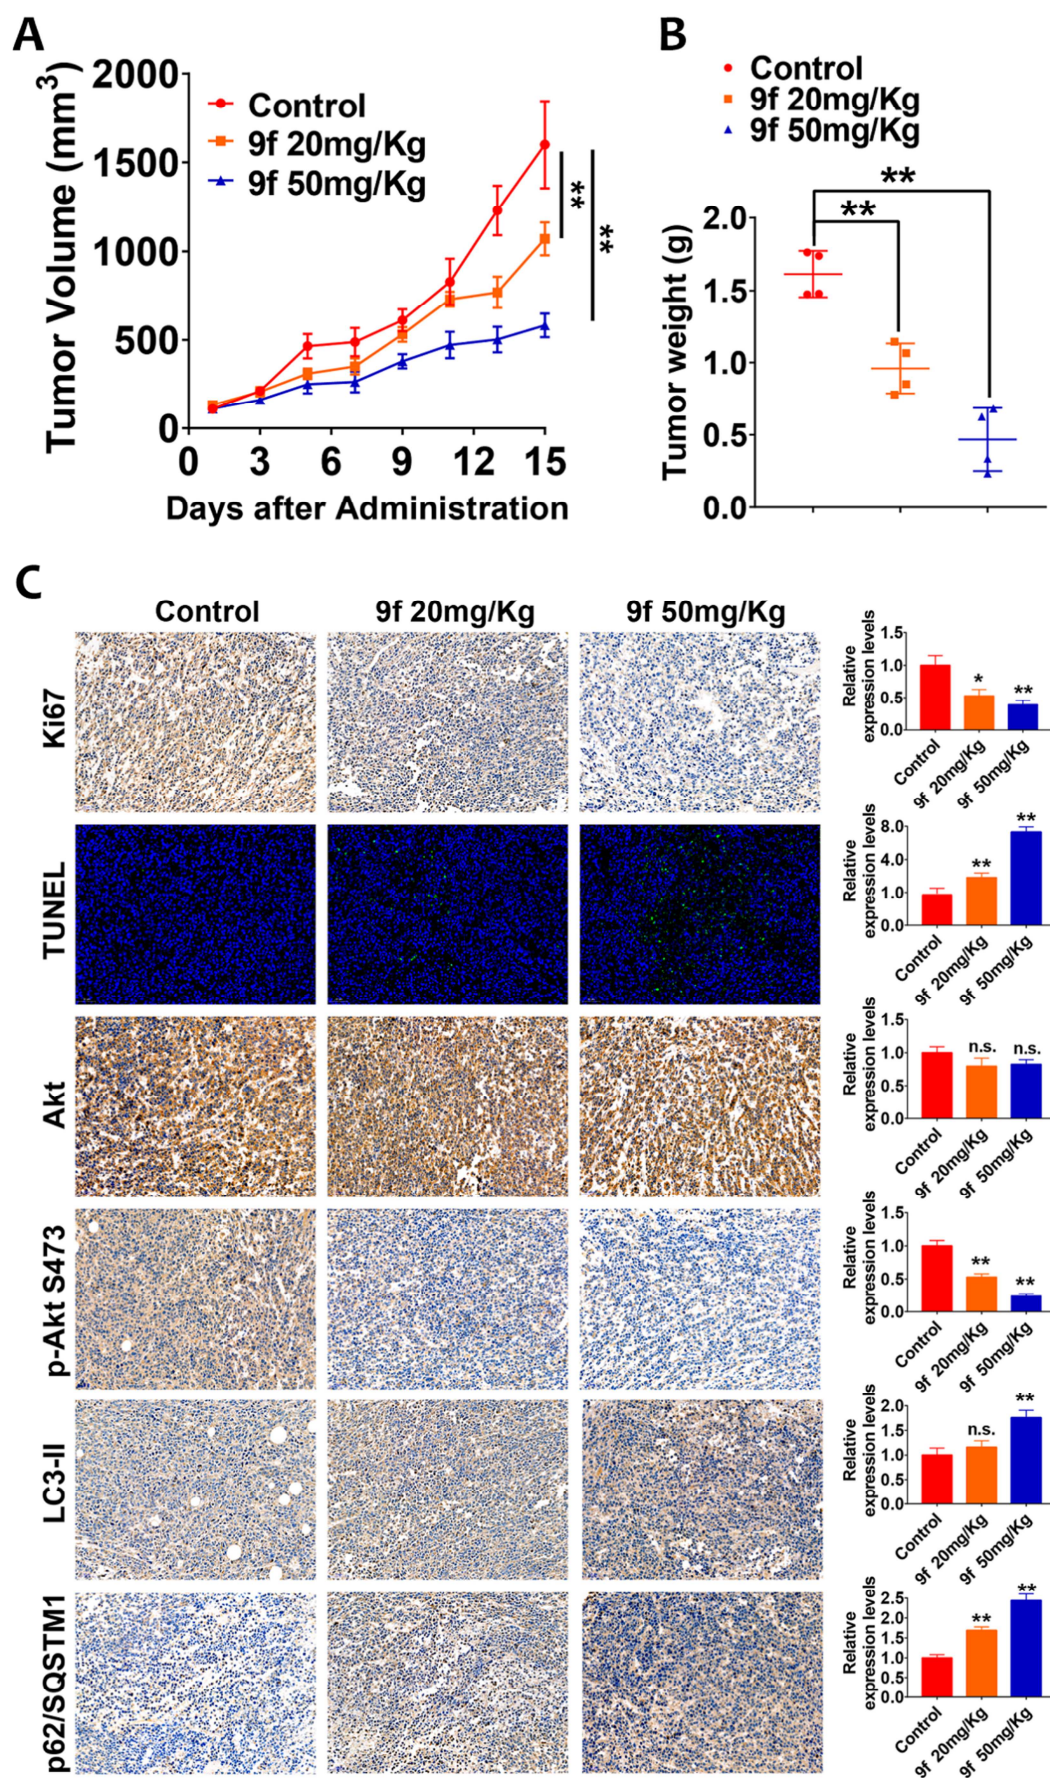 A
Tumor Volume (mm3)
2000
1500
1000
500
0
Control
9f 20mg/Kg
9f 50mg/Kg
**
**
0 3 6 9 12 15
Days after Administration
B
Control
9f 20mg/Kg
9f 50mg/Kg
**
**
Tumor weight (g)
2.0
1.5
1.0
0.5
0.0
C
Control 9f 20mg/Kg 9f 50mg/Kg
Ki67
Relative
expression levels
1.5
1.0
0.5
0.0
*
**
Control
9f 20mg/Kg
9f 50mg/Kg
TUNEL
Relative
expression levels
8.0
4.0
1.0
0.0
**
**
Control
9f 20mg/Kg
9f 50mg/Kg
Akt
Relative
expression levels
1.5
1.0
0.5
0.0
n.s.
n.s.
Control
9f 20mg/Kg
9f 50mg/Kg
p-Akt S473
Relative
expression levels
1.5
1.0
0.5
0.0
**
**
Control
9f 20mg/Kg
9f 50mg/Kg
LC3-II
Relative
expression levels
2.0
1.5
1.0
0.5
0.0
n.s.
**
Control
9f 20mg/Kg
9f 50mg/Kg
p62/SQSTM1
Relative
expression levels
2.5
2.0
1.5
1.0
0.5
0.0
**
**
Control
9f 20mg/Kg
9f 50mg/Kg